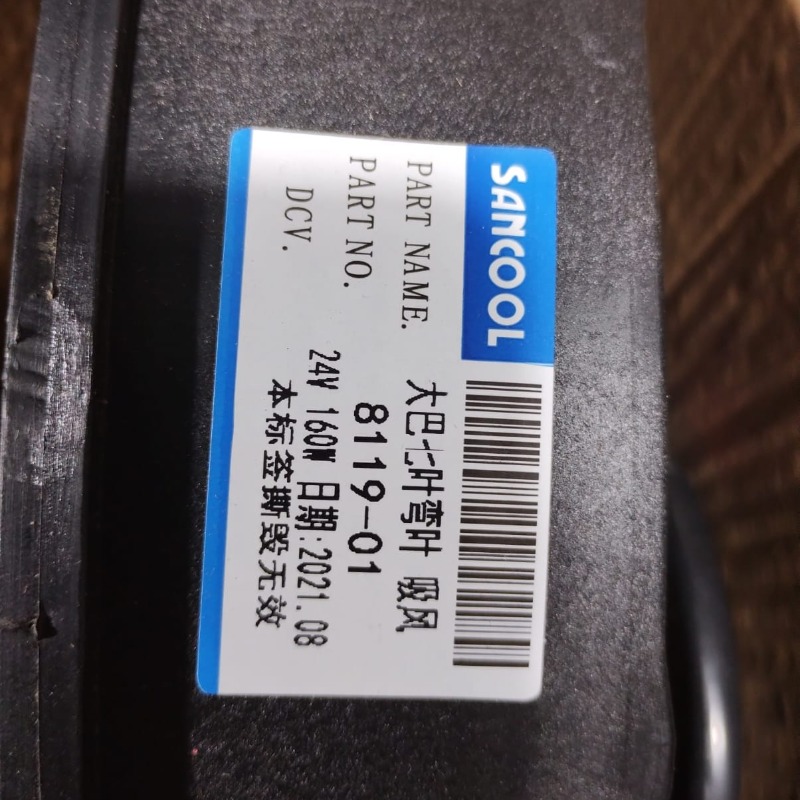 SANCOOL
PART NAME. 大巴七叶弯叶 吸风
PART NO. 8119-01
DCV. 24V 160W 日期:2021.08
本标签撕毁无效